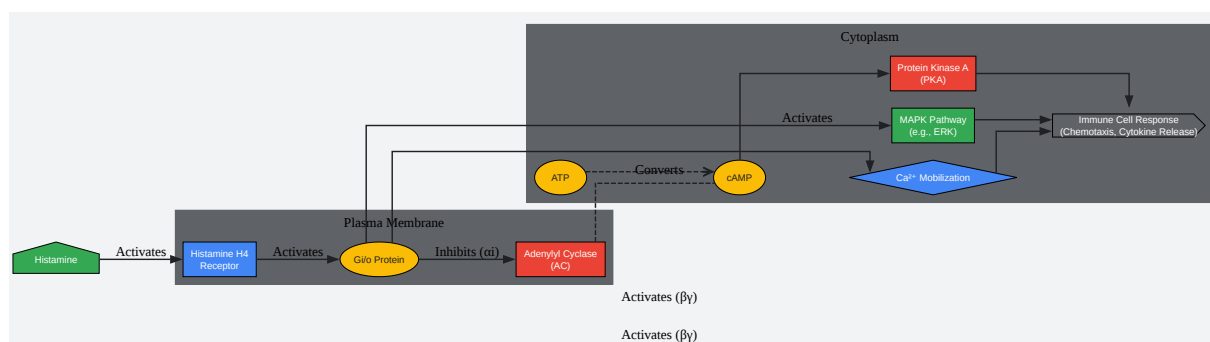 Cytoplasm
Protein Kinase A
(PKA)
Activates
MAPK Pathway
(e.g., ERK)
Immune Cell Response
(Chemotaxis, Cytokine Release)
ATP
Converts
cAMP
Ca²⁺ Mobilization
Plasma Membrane
Histamine
Activates
Histamine H4
Receptor
Activates
Gi/o Protein
Inhibits (αi)
Adenylyl Cyclase
(AC)
Activates (βγ)
Activates (βγ)